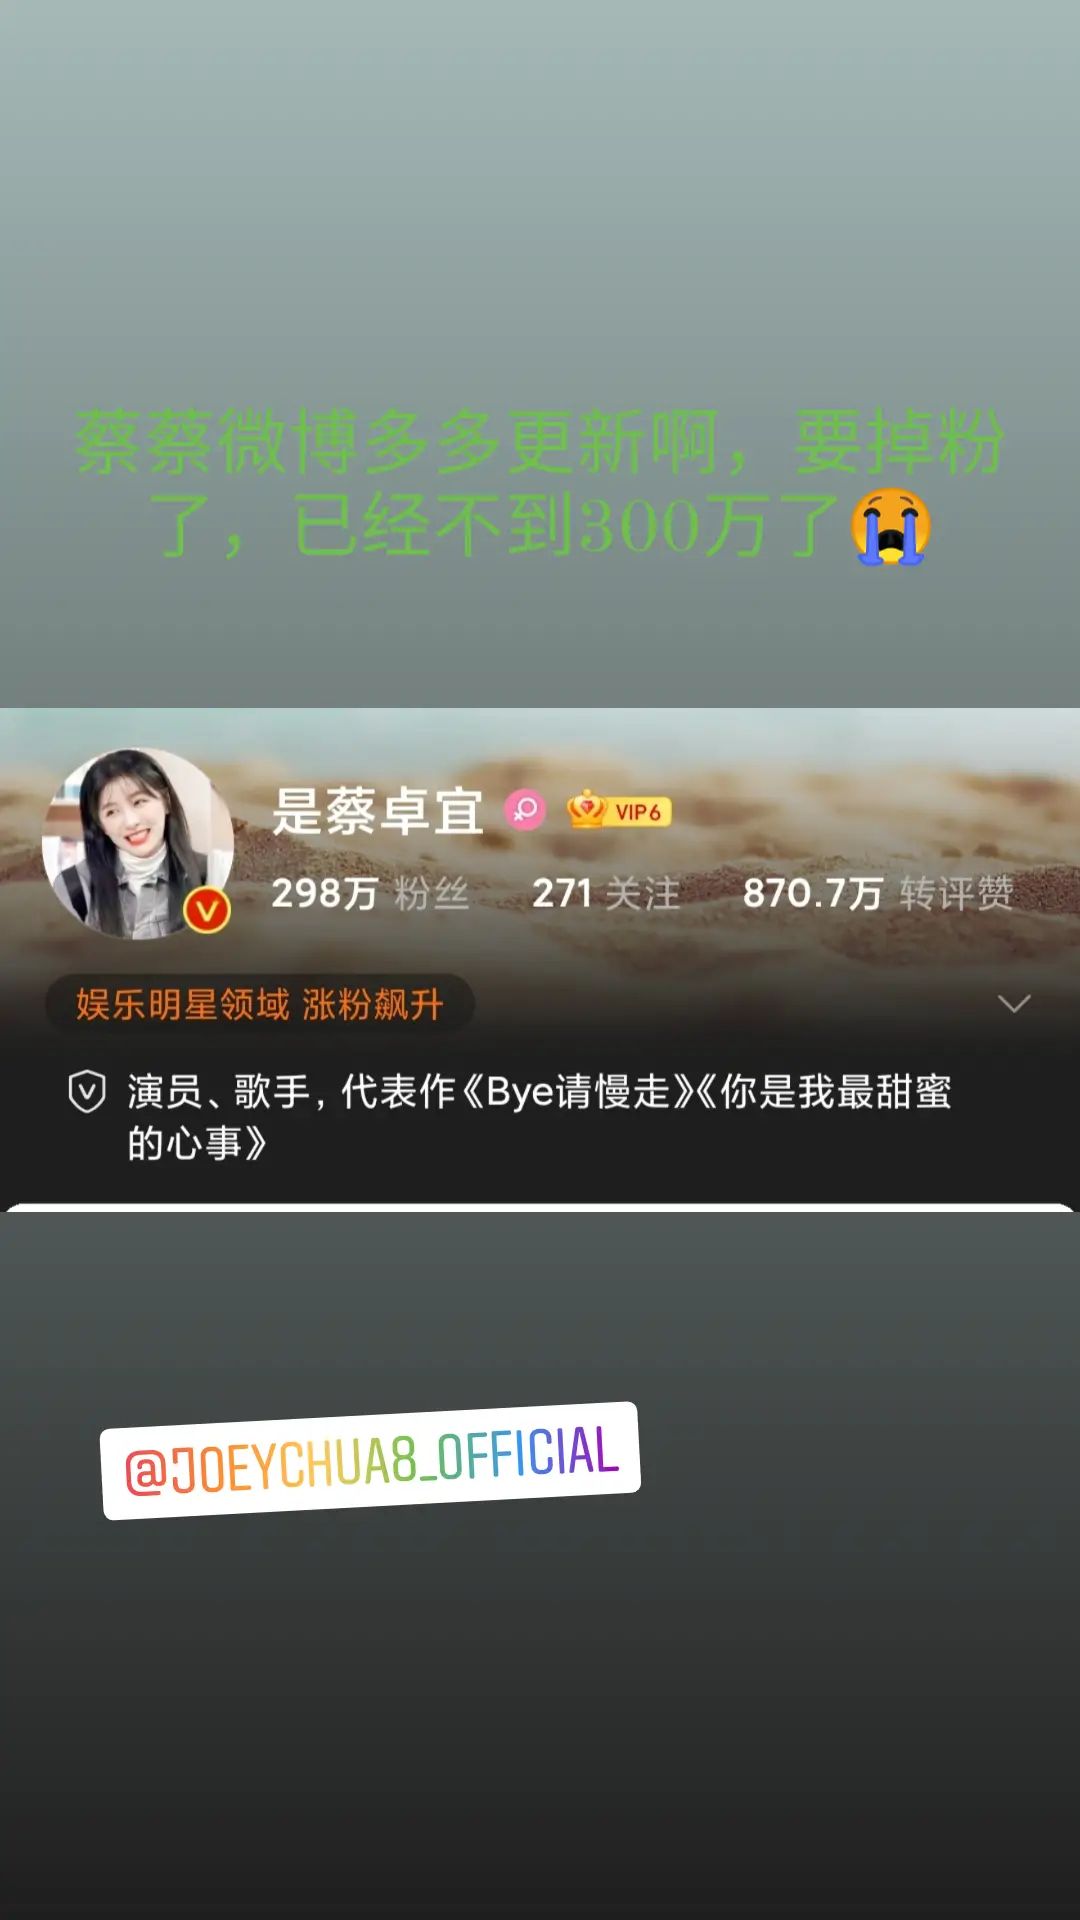 蔡蔡微博多多更新啊，要掉粉
了，已经不到300万了😭
是蔡卓宜 VIP6
298万 粉丝 271 关注 870.7万 转评赞
娱乐明星领域 涨粉飙升
演员、歌手，代表作《Bye请慢走》《你是我最甜蜜
的心事》
@JOEYCHUA8_OFFICIAL